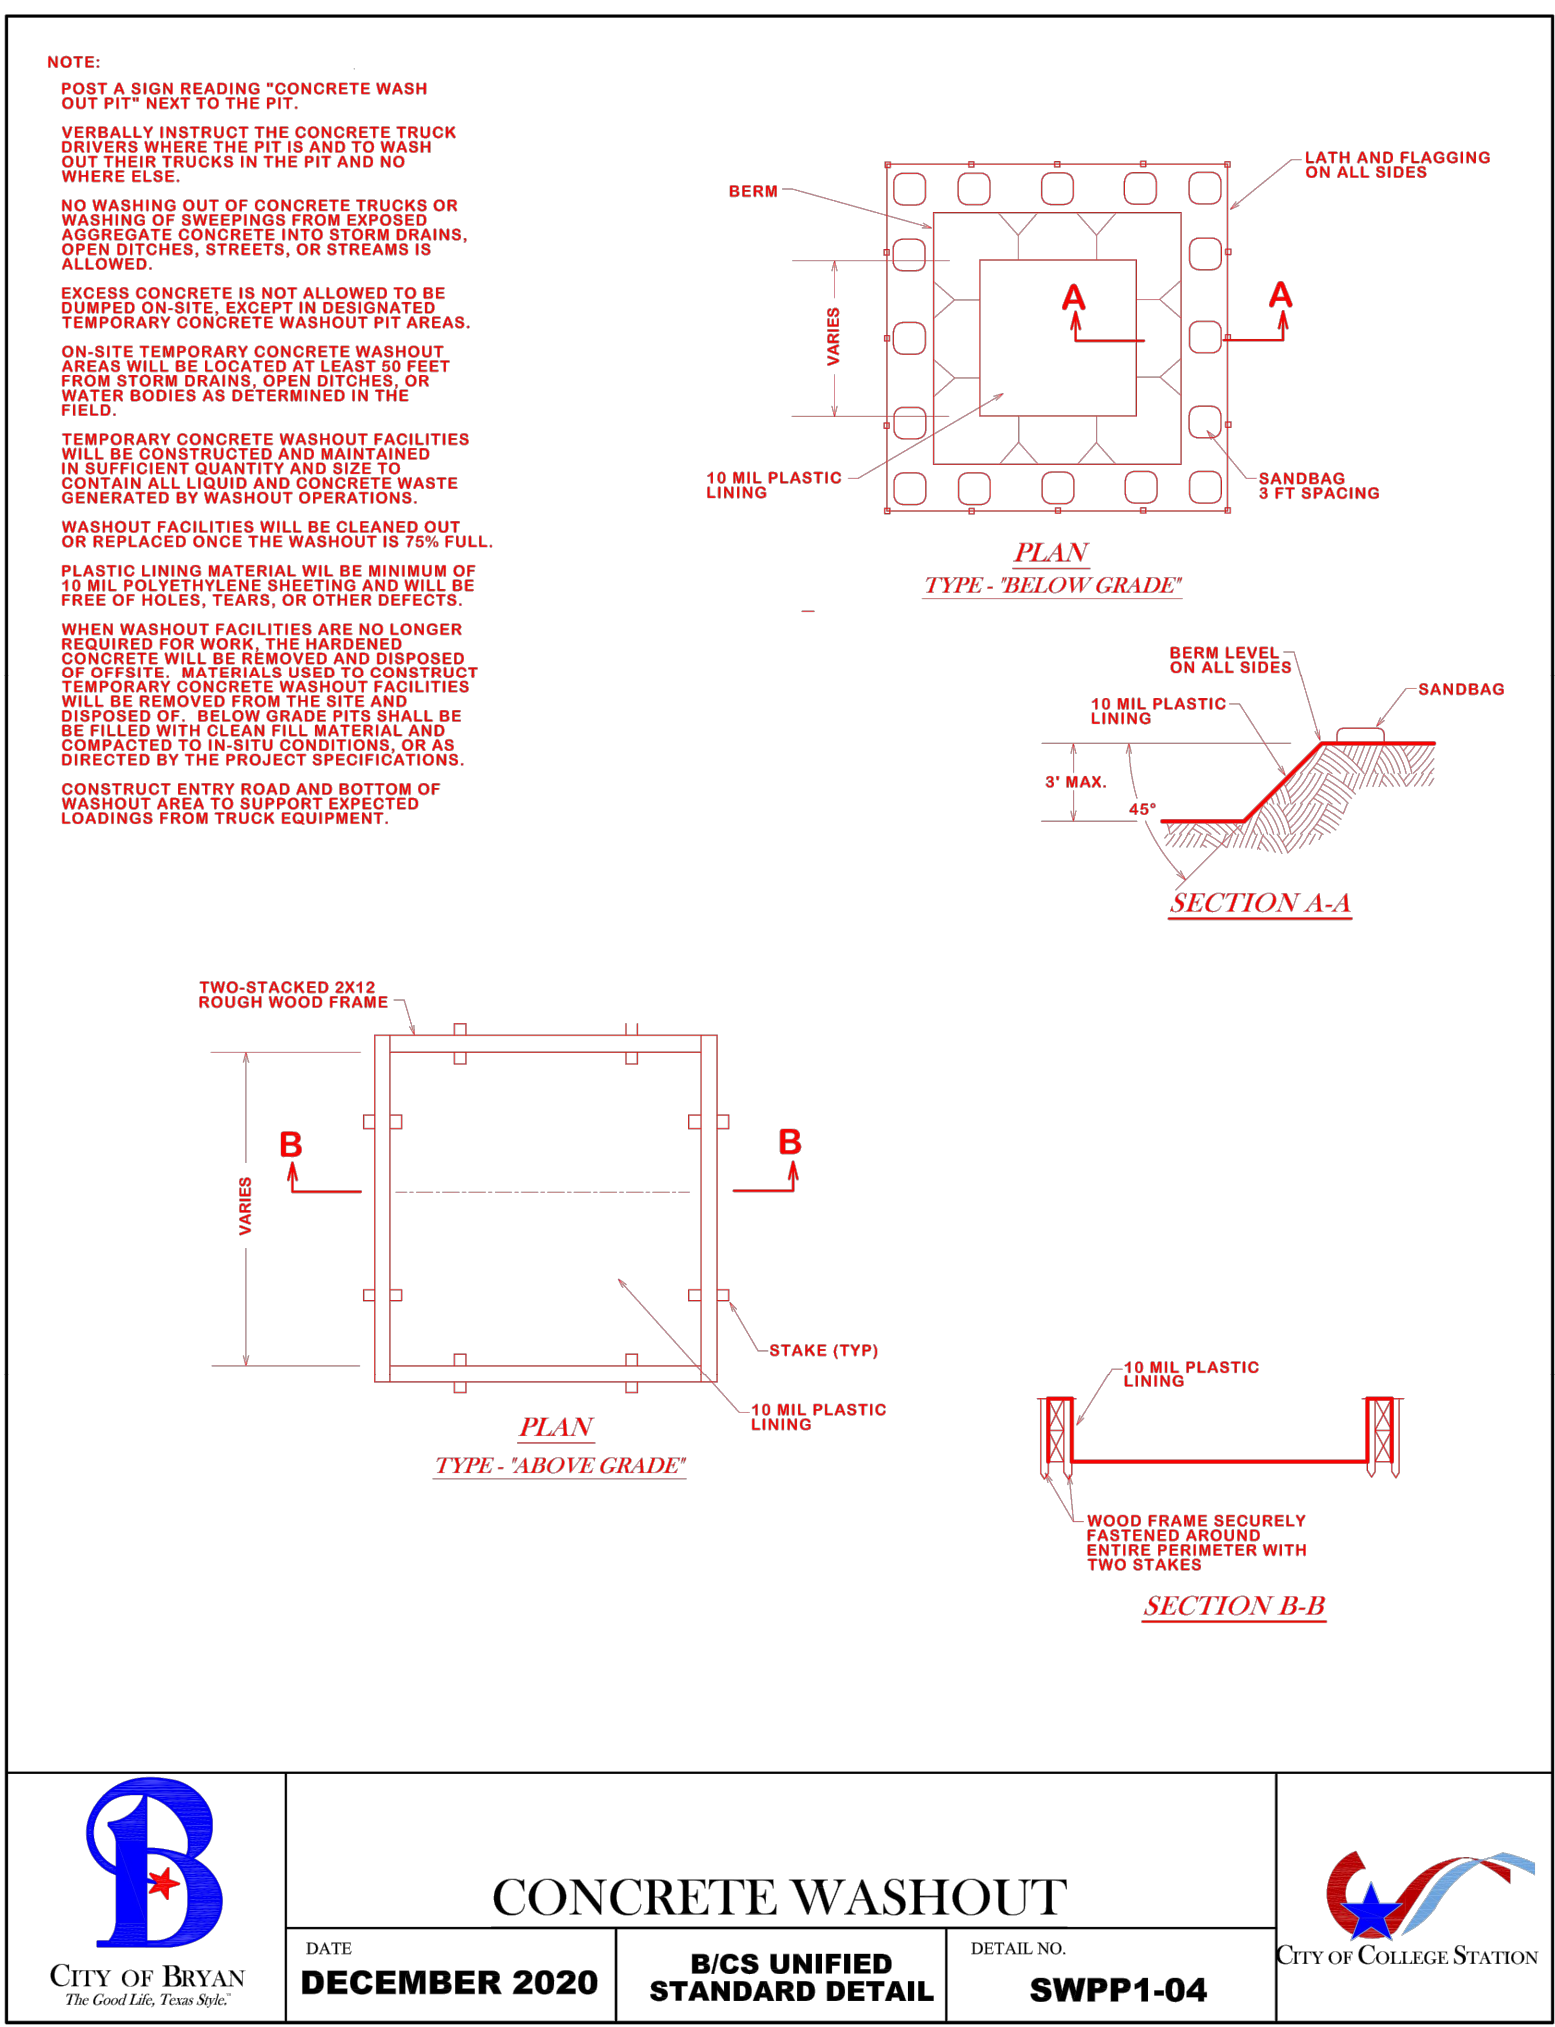 NOTE:
POST A SIGN READING "CONCRETE WASH
OUT PIT" NEXT TO THE PIT.
VERBALLY INSTRUCT THE CONCRETE TRUCK
DRIVERS WHERE THE PIT IS AND TO WASH
OUT THEIR TRUCKS IN THE PIT AND NO
WHERE ELSE.
NO WASHING OUT OF CONCRETE TRUCKS OR
WASHING OF SWEEPINGS FROM EXPOSED
AGGREGATE CONCRETE INTO STORM DRAINS,
OPEN DITCHES, STREETS, OR STREAMS IS
ALLOWED.
EXCESS CONCRETE IS NOT ALLOWED TO BE
DUMPED ON-SITE, EXCEPT IN DESIGNATED
TEMPORARY CONCRETE WASHOUT PIT AREAS.
ON-SITE TEMPORARY CONCRETE WASHOUT
AREAS WILL BE LOCATED AT LEAST 50 FEET
FROM STORM DRAINS, OPEN DITCHES, OR
WATER BODIES AS DETERMINED IN THE
FIELD.
TEMPORARY CONCRETE WASHOUT FACILITIES
WILL BE CONSTRUCTED AND MAINTAINED
IN SUFFICIENT QUANTITY AND SIZE TO
CONTAIN ALL LIQUID AND CONCRETE WASTE
GENERATED BY WASHOUT OPERATIONS.
WASHOUT FACILITIES WILL BE CLEANED OUT
OR REPLACED ONCE THE WASHOUT IS 75% FULL.
PLASTIC LINING MATERIAL WIL BE MINIMUM OF
10 MIL POLYETHYLENE SHEETING AND WILL BE
FREE OF HOLES, TEARS, OR OTHER DEFECTS.
WHEN WASHOUT FACILITIES ARE NO LONGER
REQUIRED FOR WORK, THE HARDENED
CONCRETE WILL BE REMOVED AND DISPOSED
OF OFFSITE. MATERIALS USED TO CONSTRUCT
TEMPORARY CONCRETE WASHOUT FACILITIES
WILL BE REMOVED FROM THE SITE AND
DISPOSED OF. BELOW GRADE PITS SHALL BE
BE FILLED WITH CLEAN FILL MATERIAL AND
COMPACTED TO IN-SITU CONDITIONS, OR AS
DIRECTED BY THE PROJECT SPECIFICATIONS.
CONSTRUCT ENTRY ROAD AND BOTTOM OF
WASHOUT AREA TO SUPPORT EXPECTED
LOADINGS FROM TRUCK EQUIPMENT.
LATH AND FLAGGING
ON ALL SIDES
BERM
A
A
VARIES
10 MIL PLASTIC
LINING
SANDBAG
3 FT SPACING
PLAN
TYPE - "BELOW GRADE"
BERM LEVEL
ON ALL SIDES
10 MIL PLASTIC
LINING
SANDBAG
3' MAX.
45°
SECTION A-A
TWO-STACKED 2X12
ROUGH WOOD FRAME
B
B
VARIES
STAKE (TYP)
10 MIL PLASTIC
LINING
PLAN
TYPE - "ABOVE GRADE"
10 MIL PLASTIC
LINING
WOOD FRAME SECURELY
FASTENED AROUND
ENTIRE PERIMETER WITH
TWO STAKES
SECTION B-B
B
CITY OF BRYAN
The Good Life, Texas Style.™
CONCRETE WASHOUT
DATE
DECEMBER 2020
B/CS UNIFIED
STANDARD DETAIL
DETAIL NO.
SWPP1-04
CITY OF COLLEGE STATION